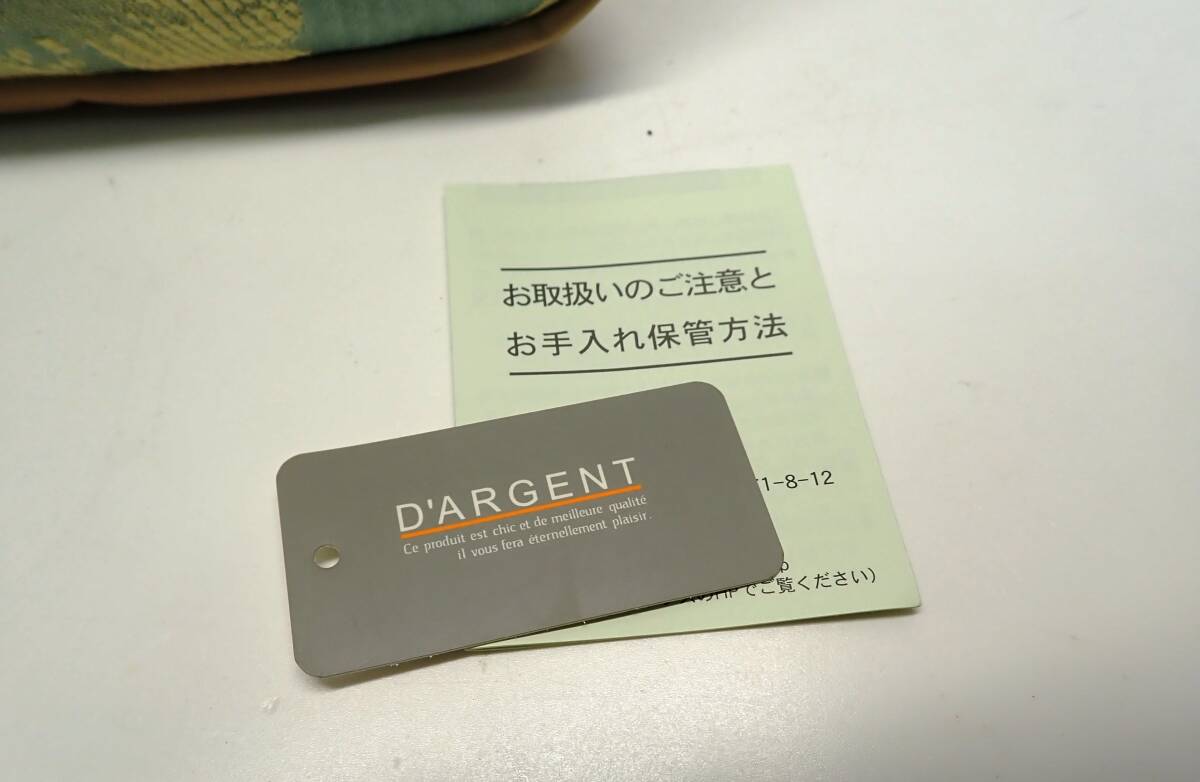 お取扱いのご注意と
お手入れ保管方法
1-8-12
HPでご覧ください）
D'ARGENT
Ce produit est chic et de meilleure qualité
il vous fera éternellement plaisir.